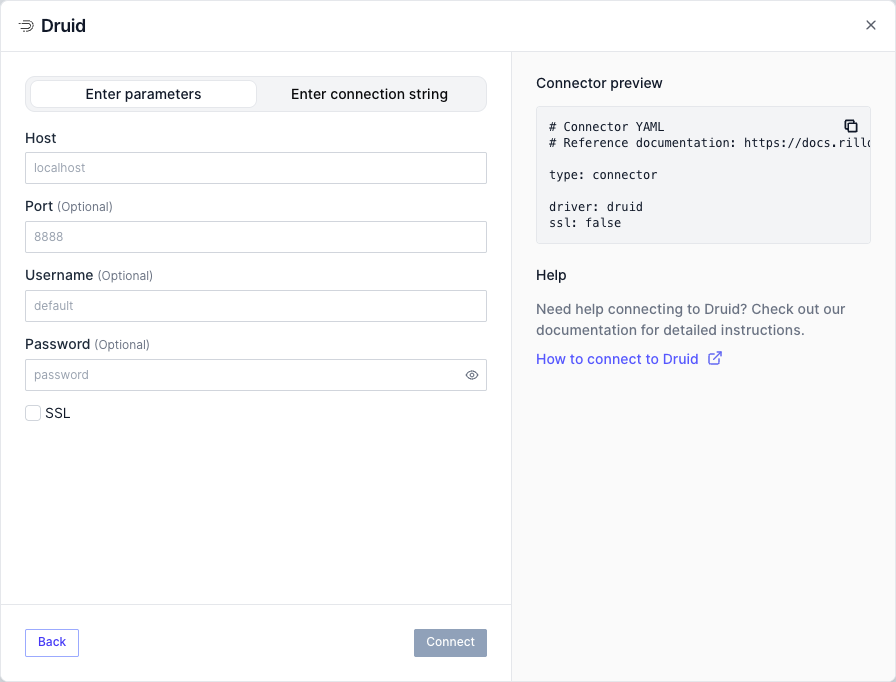 Druid
Enter parameters
Enter connection string
Host
localhost
Port (Optional)
8888
Username (Optional)
default
Password (Optional)
password
SSL
Back
Connect
Connector preview
# Connector YAML
# Reference documentation: https://docs.rill
type: connector
driver: druid
ssl: false
Help
Need help connecting to Druid? Check out our
documentation for detailed instructions.
How to connect to Druid